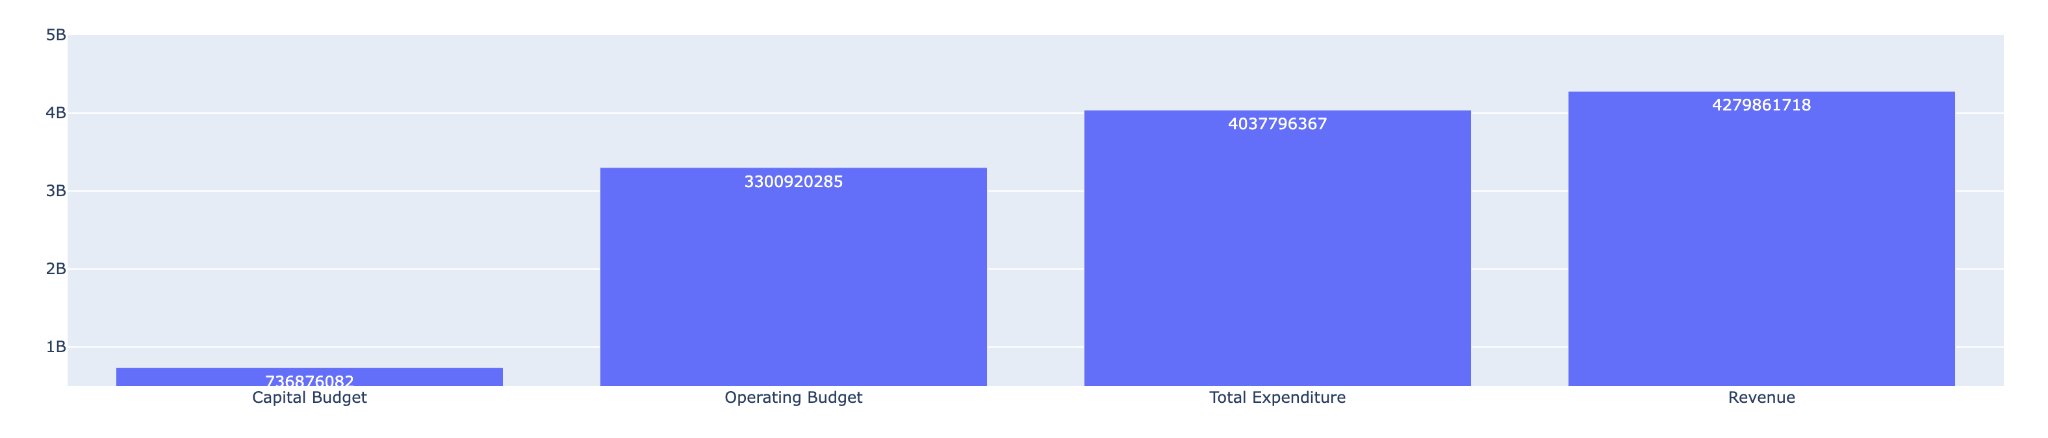 5B
4B
3B
2B
1B
736876082
3300920285
4037796367
4279861718
Capital Budget
Operating Budget
Total Expenditure
Revenue